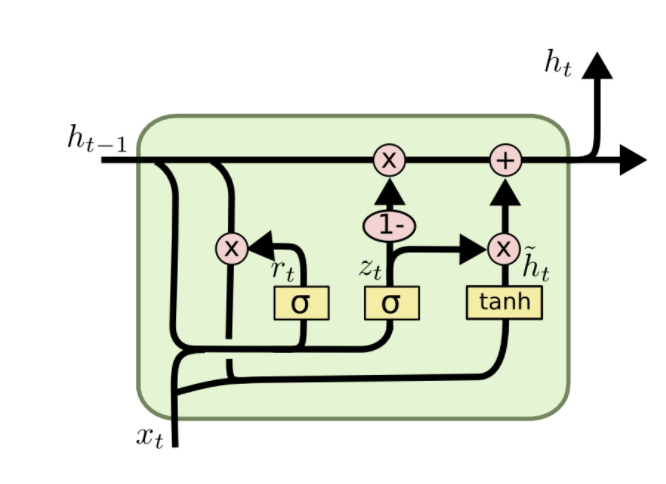 h_t
h_{t-1}
x
+
1-
x
r_t
z_t
x
h̃_t
σ
σ
tanh
x_t